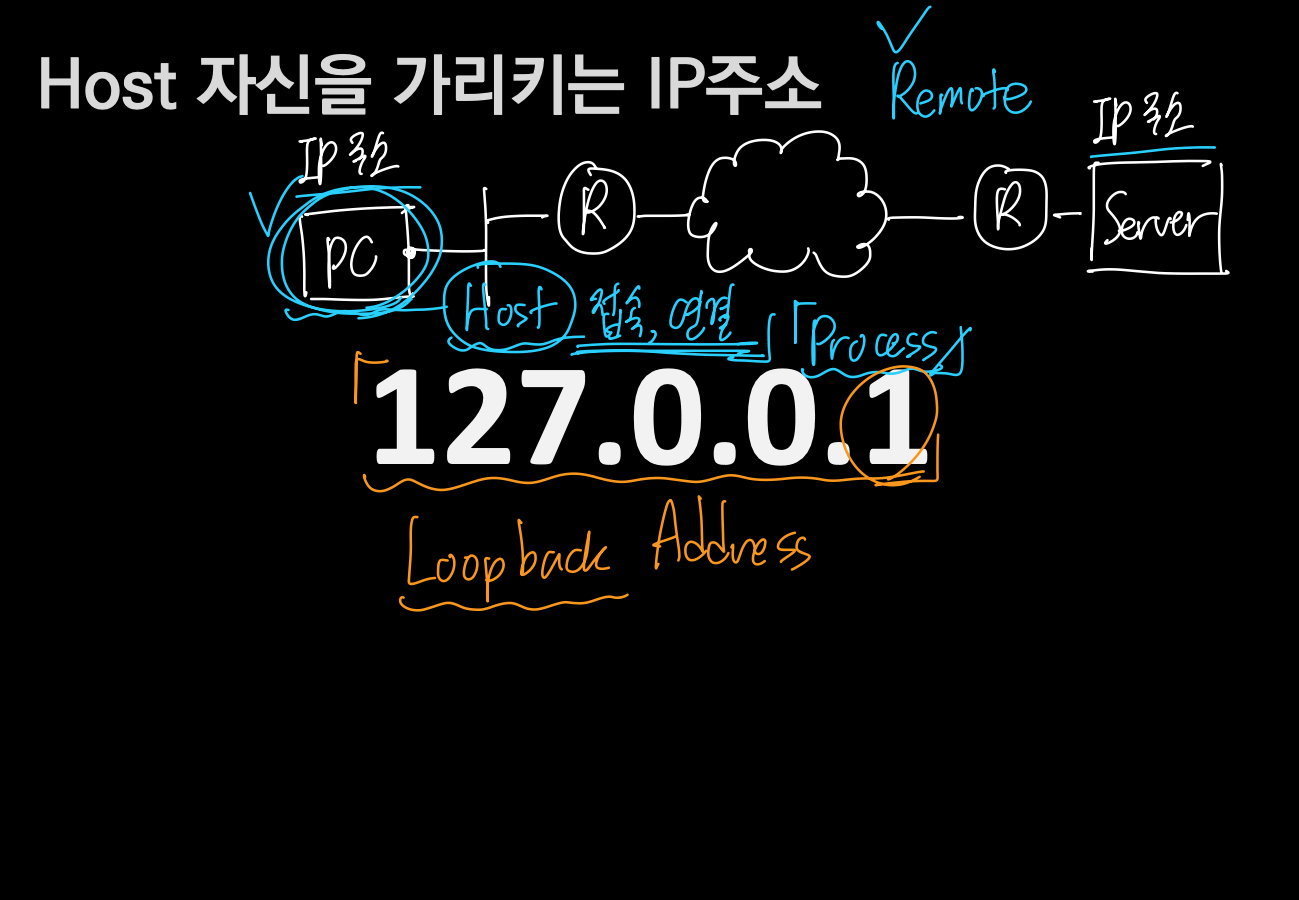 Host 자신을 가리키는 IP주소
Remote
IP 주소
IP 주소
PC
R
R
Server
Host 접속, 연결 「Process」
127.0.0.1
Loopback Address